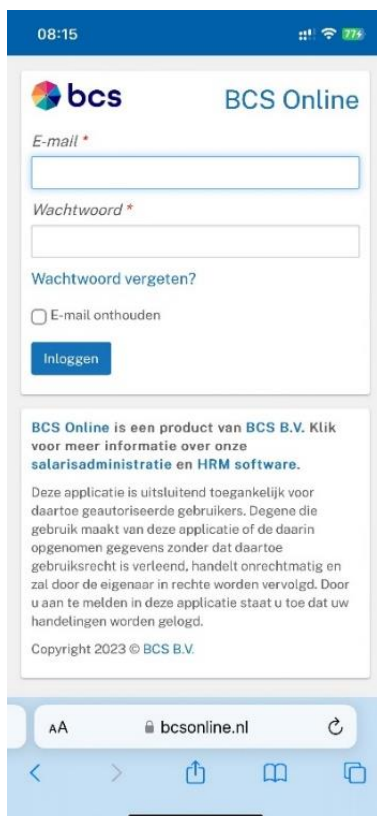 08:15
77
bcs
BCS Online
E-mail *
Wachtwoord *
Wachtwoord vergeten?
E-mail onthouden
Inloggen
BCS Online is een product van BCS B.V. Klik
voor meer informatie over onze
salarisadministratie en HRM software.
Deze applicatie is uitsluitend toegankelijk voor
daartoe geautoriseerde gebruikers. Degene die
gebruik maakt van deze applicatie of de daarin
opgenomen gegevens zonder dat daartoe
gebruiksrecht is verleend, handelt onrechtmatig en
zal door de eigenaar in rechte worden vervolgd. Door
u aan te melden in deze applicatie staat u toe dat uw
handelingen worden gelogd.
Copyright 2023 © BCS B.V.
AA
bcsonline.nl